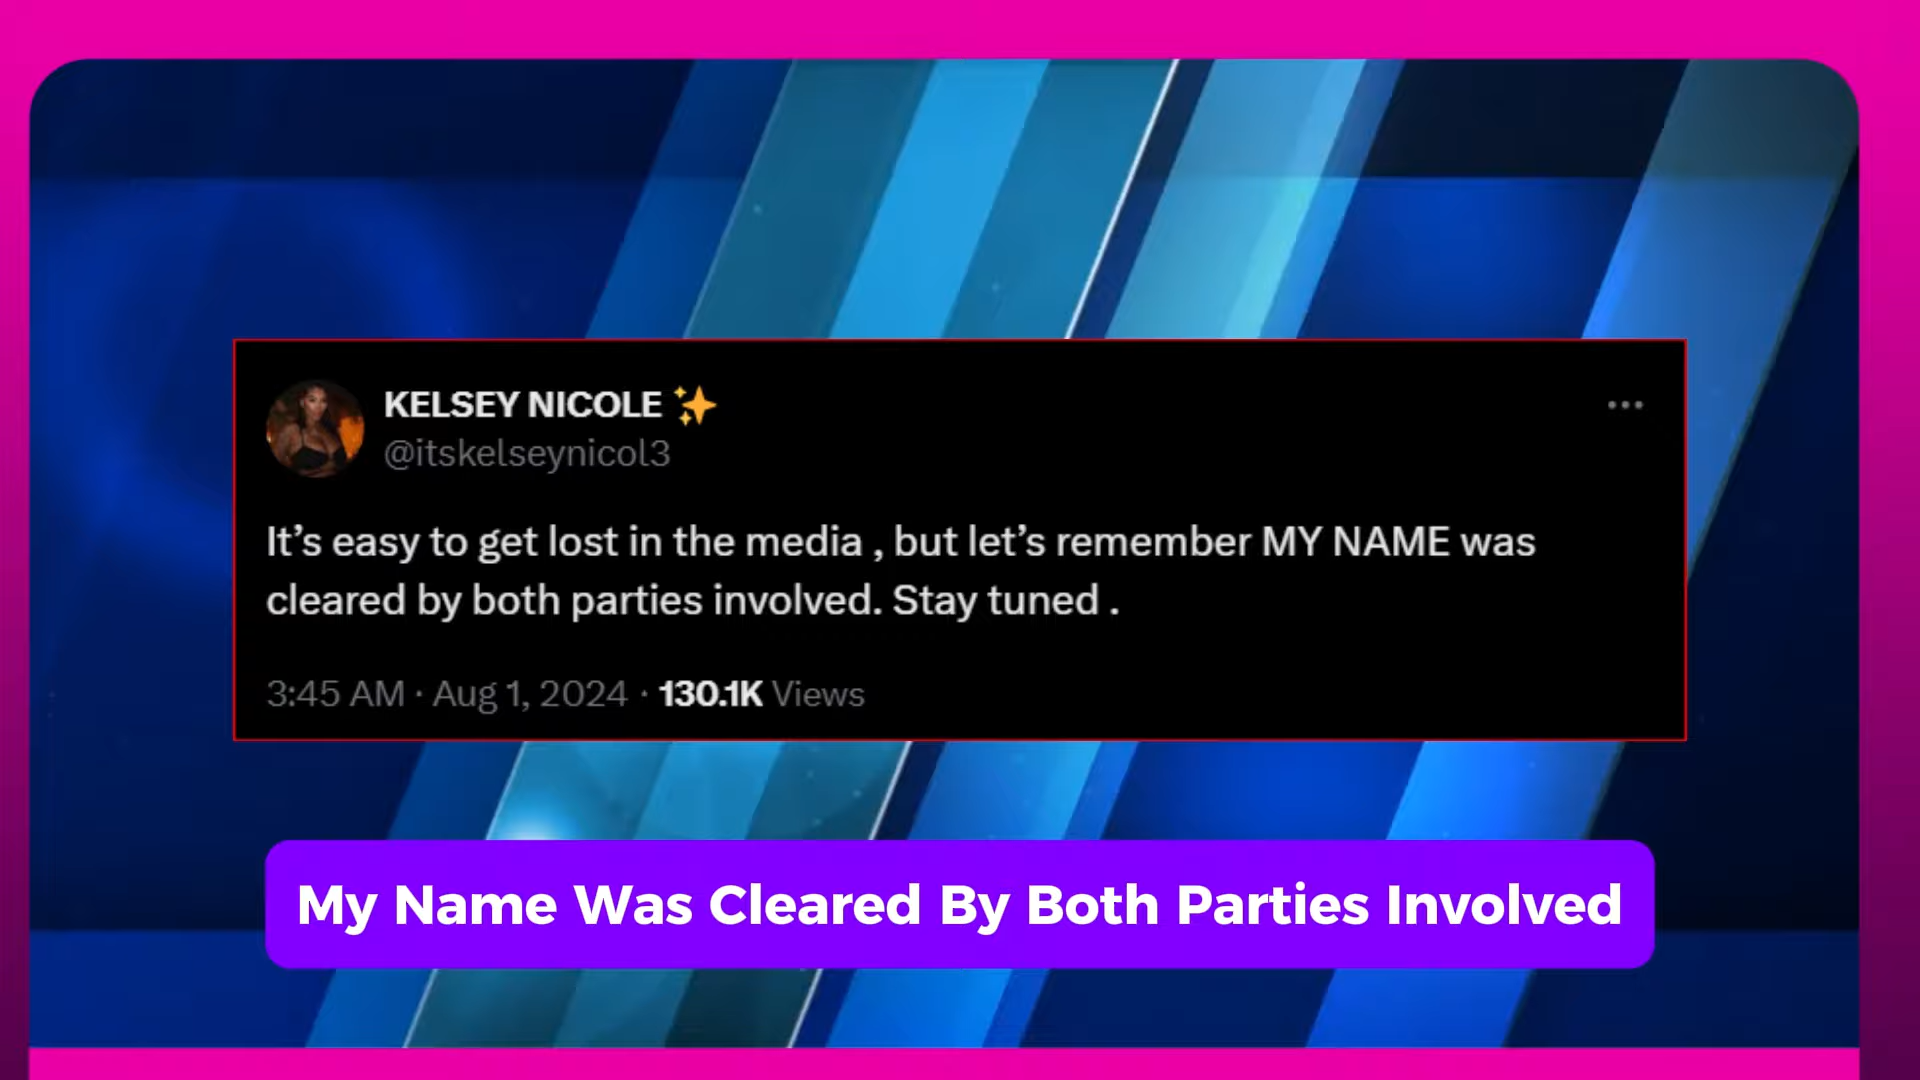 KELSEY NICOLE ✨
@itskelseynicol3
It’s easy to get lost in the media , but let’s remember MY NAME was
cleared by both parties involved. Stay tuned .
3:45 AM · Aug 1, 2024 · 130.1K Views
My Name Was Cleared By Both Parties Involved